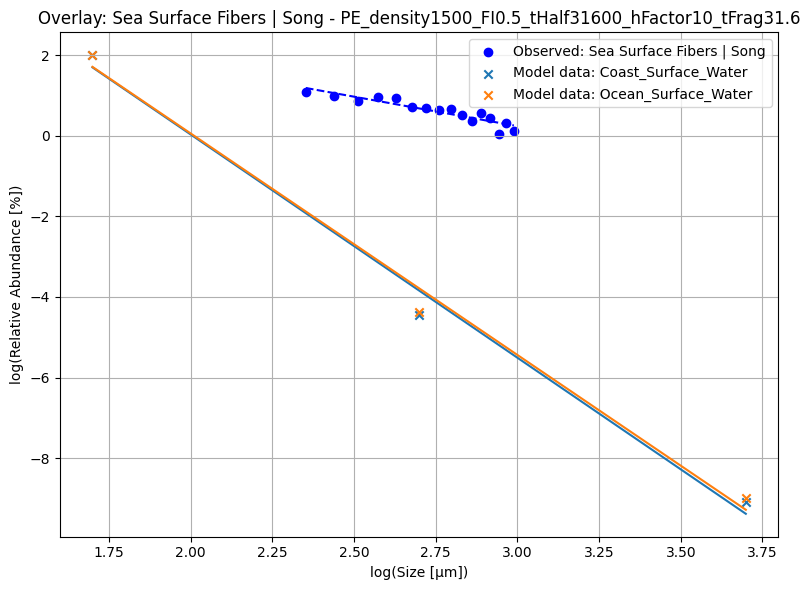 Overlay: Sea Surface Fibers | Song - PE_density1500_FI0.5_tHalf31600_hFactor10_tFrag31.6
Observed: Sea Surface Fibers | Song
Model data: Coast_Surface_Water
Model data: Ocean_Surface_Water
log(Relative Abundance [%])
2
0
−2
−4
−6
−8
1.75
2.00
2.25
2.50
2.75
3.00
3.25
3.50
3.75
log(Size [µm])